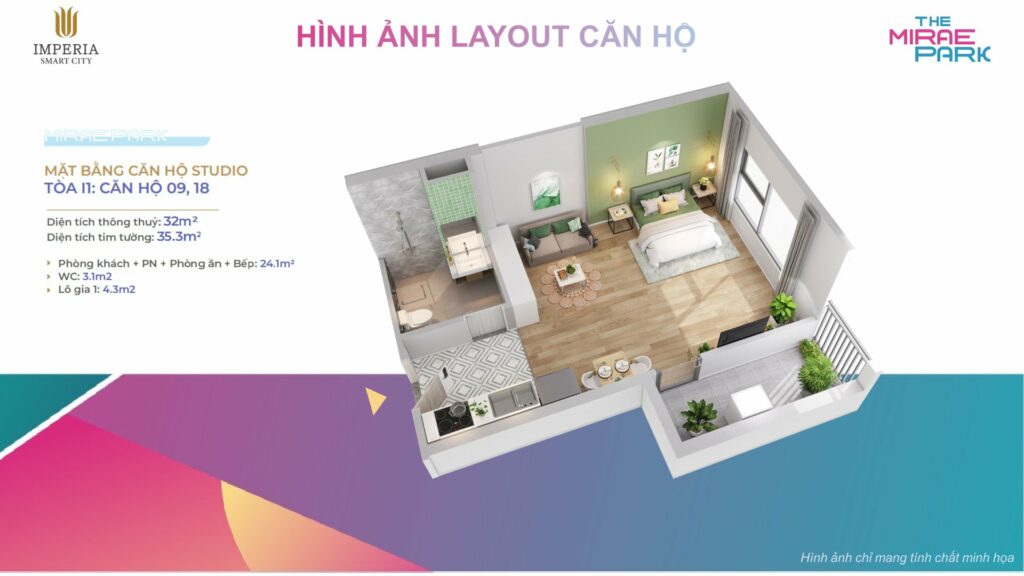 IMPERIA
SMART CITY
HÌNH ẢNH LAYOUT CĂN HỘ
THE
MIRAE
PARK
MIRAE PARK
MẶT BẰNG CĂN HỘ STUDIO
TÒA I1: CĂN HỘ 09, 18
Diện tích thông thuỷ: 32m²
Diện tích tim tường: 35.3m²
Phòng khách + PN + Phòng ăn + Bếp: 24.1m²
WC: 3.1m2
Lô gia 1: 4.3m2
Hình ảnh chỉ mang tính chất minh họa